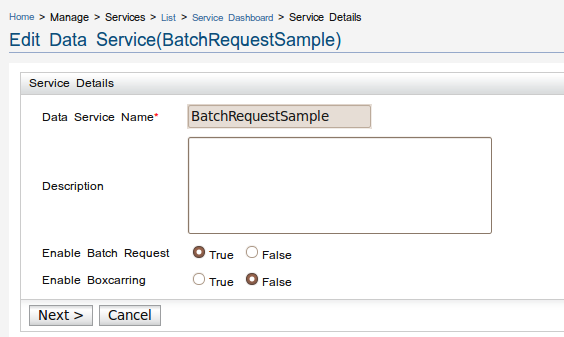 Home > Manage > Services > List > Service Dashboard > Service Details
Edit Data Service(BatchRequestSample)
Service Details
Data Service Name* BatchRequestSample
Description
Enable Batch Request True False
Enable Boxcarring True False
Next > Cancel